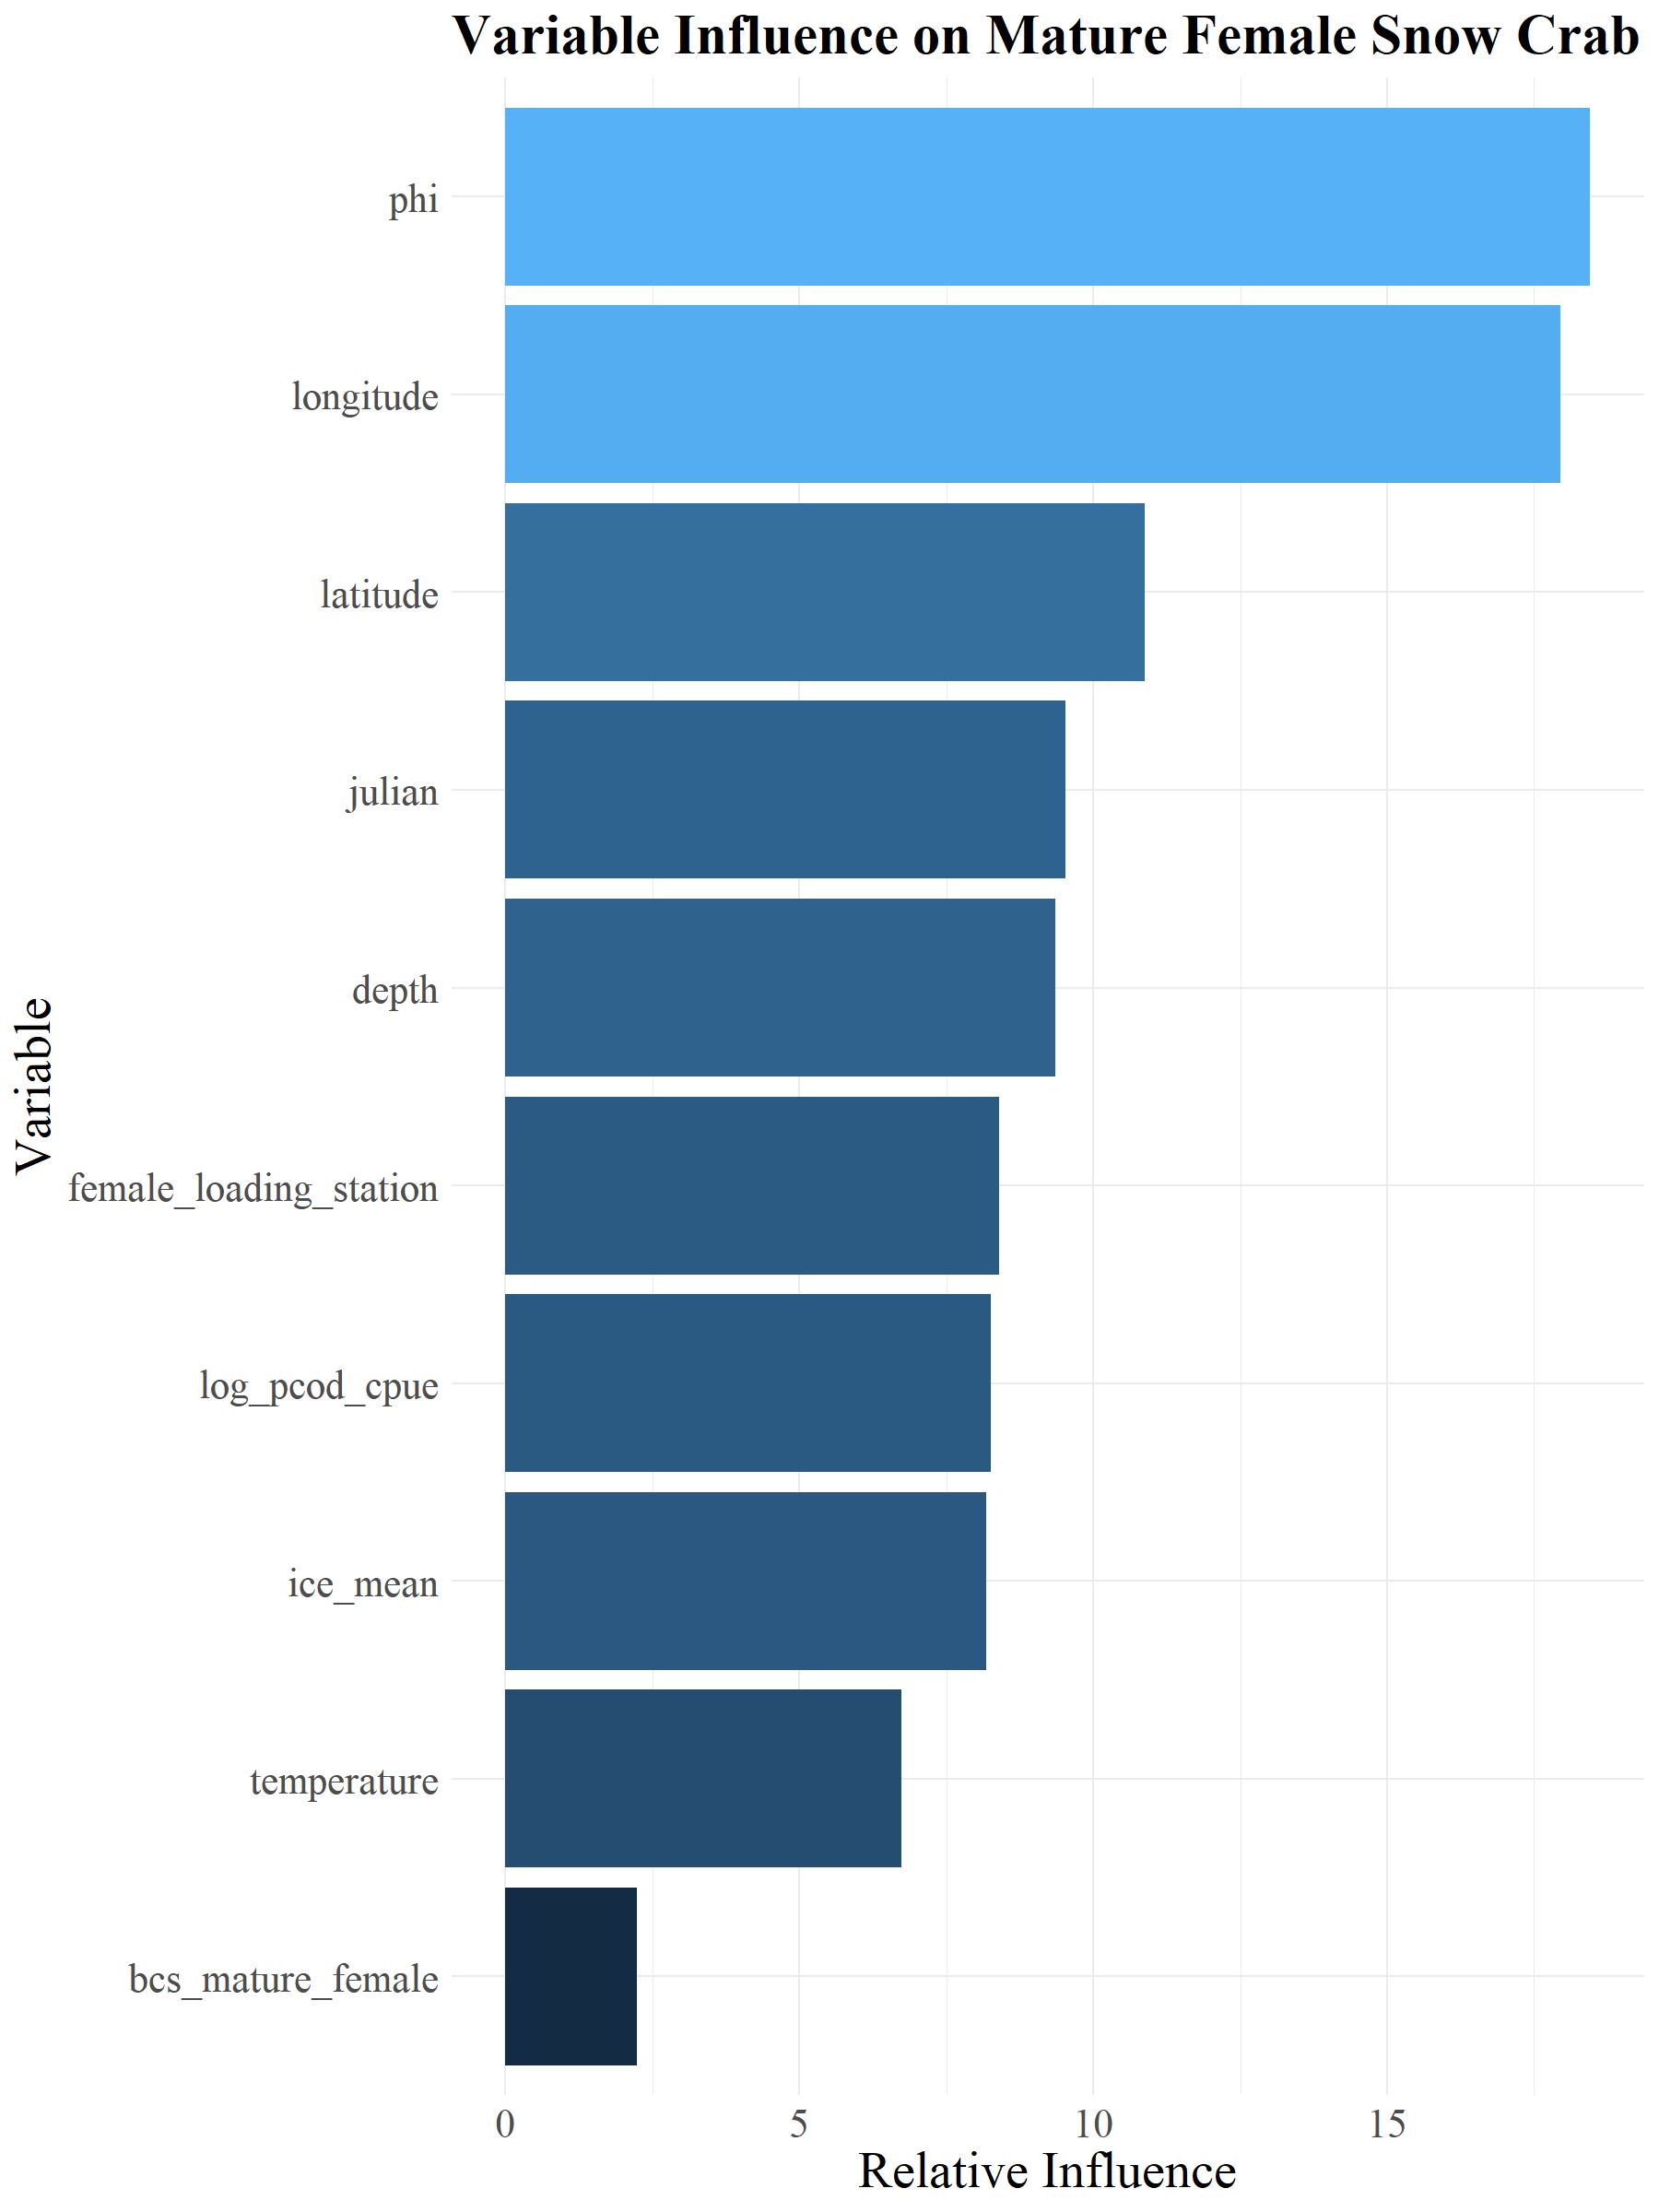 Variable Influence on Mature Female Snow Crab
phi
longitude
latitude
julian
depth
female_loading_station
log_pcod_cpue
ice_mean
temperature
bcs_mature_female
Variable
0 5 10 15
Relative Influence